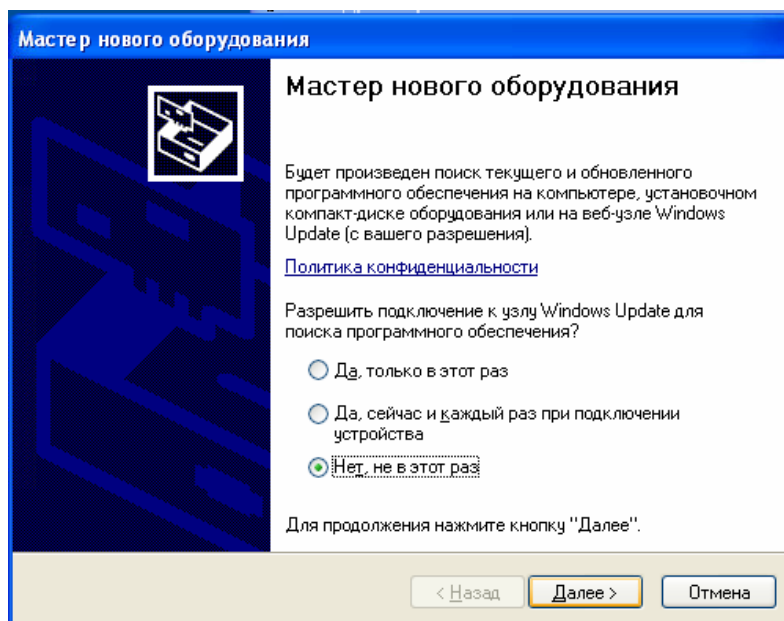 Мастер нового оборудования
Мастер нового оборудования
Будет произведен поиск текущего и обновленного
программного обеспечения на компьютере, установочном
компакт-диске оборудования или на веб-узле Windows
Update (с вашего разрешения).
Политика конфиденциальности
Разрешить подключение к узлу Windows Update для
поиска программного обеспечения?
Да, только в этот раз
Да, сейчас и каждый раз при подключении
устройства
Нет, не в этот раз
Для продолжения нажмите кнопку "Далее".
< Назад Далее > Отмена